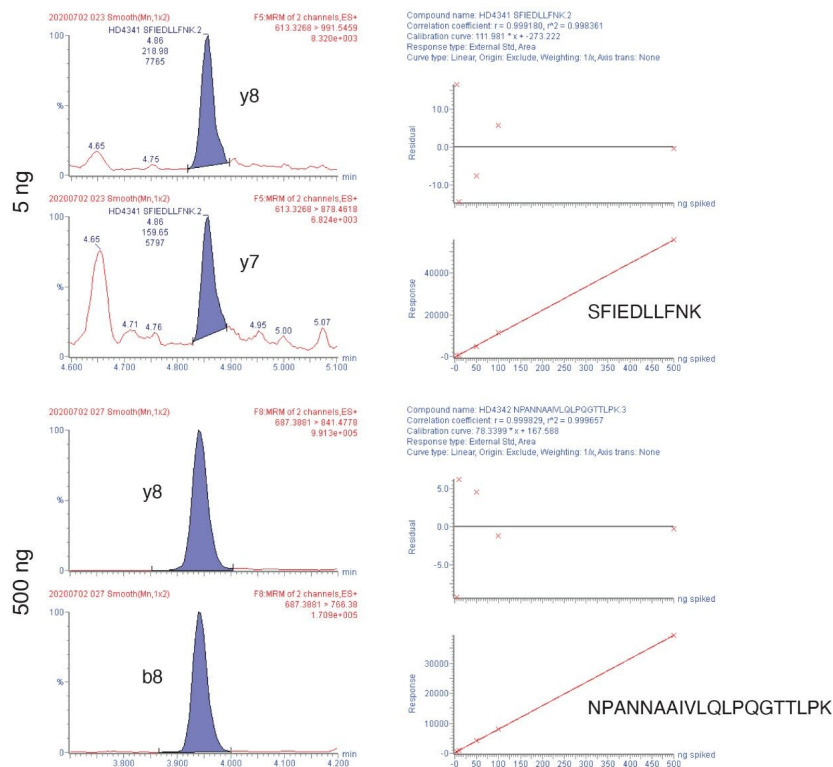 5 ng
20200702 023 Smooth(Mn,1x2)
F5:MRM of 2 channels,ES+
HD4341 SFIEDLLFNK.2
613.3268 > 991.5459
4.86
8.320e+003
218.98
7765
100
%
0
y8
4.65
4.75
min
20200702 023 Smooth(Mn,1x2)
F5:MRM of 2 channels,ES+
HD4341 SFIEDLLFNK.2
613.3268 > 878.4618
4.86
6.824e+003
159.65
5797
100
%
0
y7
4.65
4.71
4.76
4.95
5.00
5.07
min
4.600 4.700 4.800 4.900 5.000 5.100
Compound name: HD4341 SFIEDLLFNK.2
Correlation coefficient: r = 0.999180, r^2 = 0.998361
Calibration curve: 111.981 * x + -273.222
Response type: External Std, Area
Curve type: Linear, Origin: Exclude, Weighting: 1/x, Axis trans: None
Residual
10.0
0.0
-10.0
ng spiked
Response
40000
20000
0
SFIEDLLFNK
ng spiked
-0 50 100 150 200 250 300 350 400 450 500
500 ng
20200702 027 Smooth(Mn,1x2)
F8:MRM of 2 channels,ES+
687.3881 > 841.4778
9.913e+005
100
%
0
y8
min
20200702 027 Smooth(Mn,1x2)
F8:MRM of 2 channels,ES+
687.3881 > 766.38
1.709e+005
100
%
0
b8
min
3.800 3.900 4.000 4.100 4.200
Compound name: HD4342 NPANNAAIVLQLPQGTTLPK.3
Correlation coefficient: r = 0.999829, r^2 = 0.999657
Calibration curve: 78.3399 * x + 167.588
Response type: External Std, Area
Curve type: Linear, Origin: Exclude, Weighting: 1/x, Axis trans: None
Residual
5.0
0.0
-5.0
ng spiked
Response
30000
20000
10000
0
NPANNAAIVLQLPQGTTLPK
ng spiked
-0 50 100 150 200 250 300 350 400 450 500